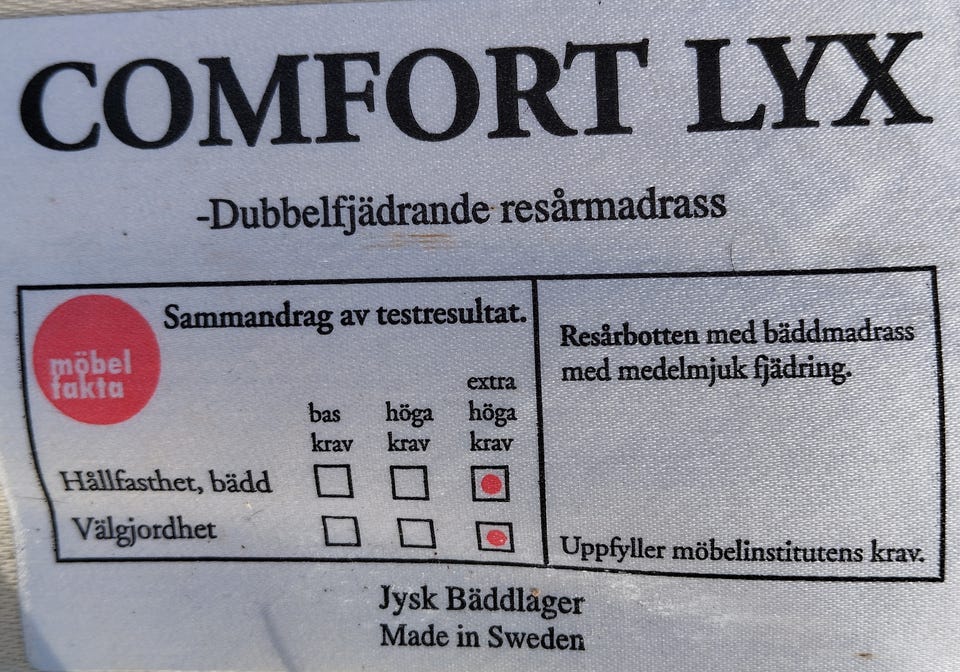 COMFORT LYX
-Dubbelfjädrande resårmadrass
möbel
fakta
Sammandrag av testresultat.
bas
krav
höga
krav
extra
höga
krav
Hållfasthet, bädd
Välgjordhet
Resårbotten med bäddmadrass
med medelmjuk fjädring.
Uppfyller möbelinstitutens krav.
Jysk Bäddlager
Made in Sweden